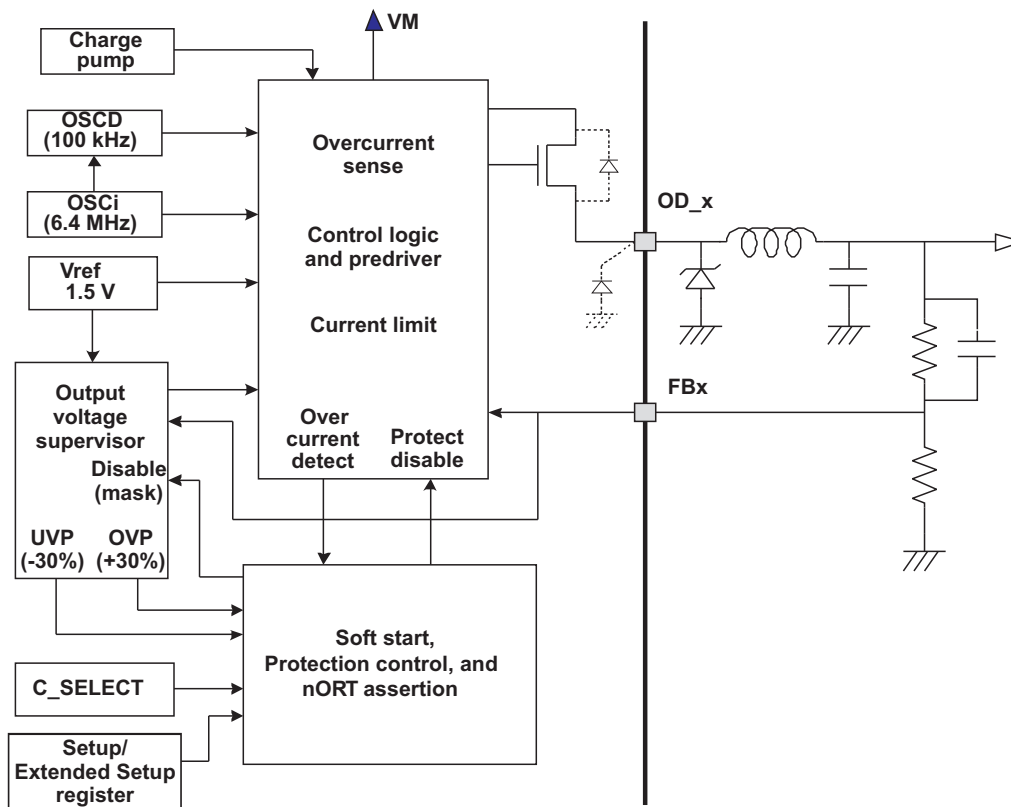 VM
Charge
pump
OSCD
(100 kHz)
OSCi
(6.4 MHz)
Vref
1.5 V
Overcurrent
sense
Control logic
and predriver
Current limit
Over
current
detect
Protect
disable
OD_x
FBx
Output
voltage
supervisor
Disable
(mask)
UVP
(-30%)
OVP
(+30%)
Soft start,
Protection control, and
nORT assertion
C_SELECT
Setup/
Extended Setup
register